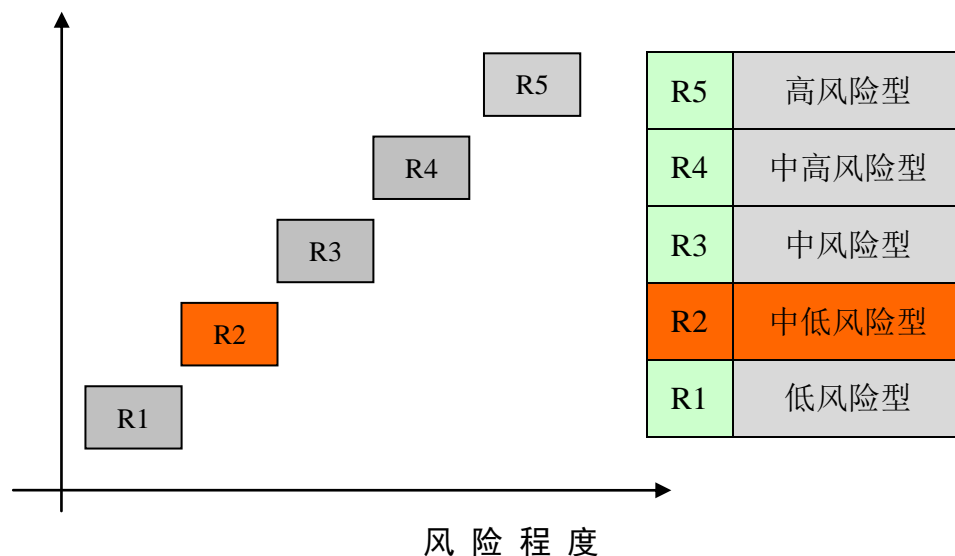 R5
R4
R3
R2
R1
R5 高风险型
R4 中高风险型
R3 中风险型
R2 中低风险型
R1 低风险型
风险程度